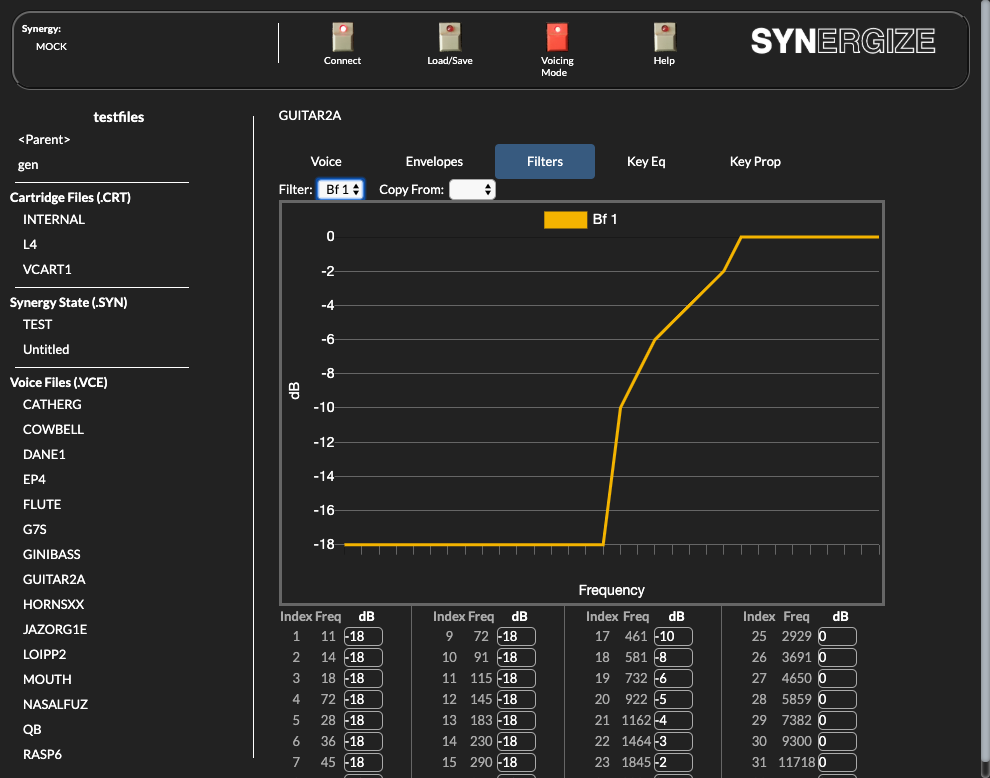 Synergy:
MOCK
Connect
Load/Save
Voicing
Mode
Help
SYNERGIZE
testfiles
<Parent>
gen
Cartridge Files (.CRT)
INTERNAL
L4
VCART1
Synergy State (.SYN)
TEST
Untitled
Voice Files (.VCE)
CATHERG
COWBELL
DANE1
EP4
FLUTE
G7S
GINIBASS
GUITAR2A
HORNSXX
JAZORG1E
LOIPP2
MOUTH
NASALFUZ
QB
RASP6
GUITAR2A
Voice Envelopes Filters Key Eq Key Prop
Filter: Bf 1 Copy From:
Bf 1
0
-2
-4
-6
-8
-10
-12
-14
-16
-18
dB
Frequency
Index Freq dB Index Freq dB Index Freq dB Index Freq dB
1 11 -18 9 72 -18 17 461 -10 25 2929 0
2 14 -18 10 91 -18 18 581 -8 26 3691 0
3 18 -18 11 115 -18 19 732 -6 27 4650 0
4 72 -18 12 145 -18 20 922 -5 28 5859 0
5 28 -18 13 183 -18 21 1162 -4 29 7382 0
6 36 -18 14 230 -18 22 1464 -3 30 9300 0
7 45 -18 15 290 -18 23 1845 -2 31 11718 0